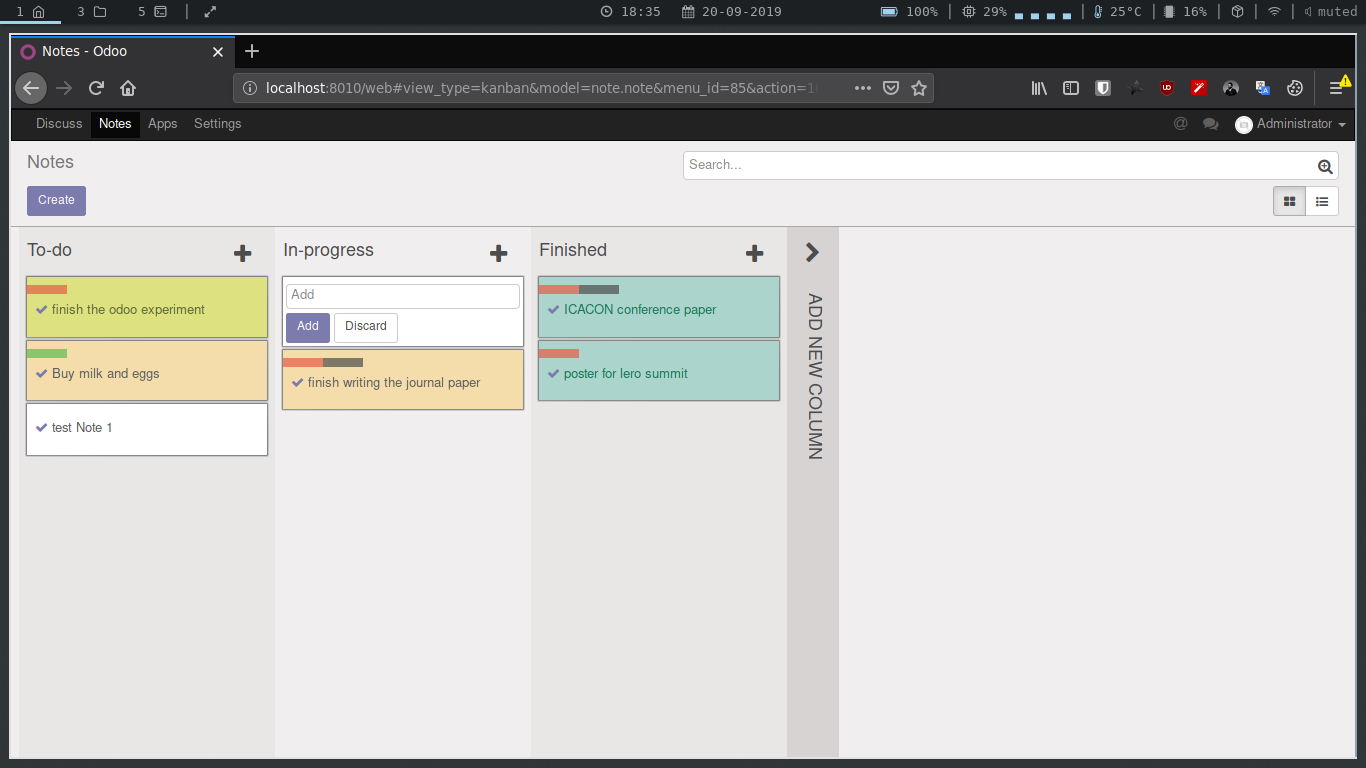 1 3 5 18:35 20-09-2019 100% 29% 25°C 16% muted
Notes - Odoo
localhost:8010/web#view_type=kanban&model=note.note&menu_id=85&action=1
Discuss Notes Apps Settings Administrator
Notes Search...
Create
To-do In-progress Finished
finish the odoo experiment
Buy milk and eggs
test Note 1
Add
Add Discard
finish writing the journal paper
ICACON conference paper
poster for lero summit
ADD NEW COLUMN